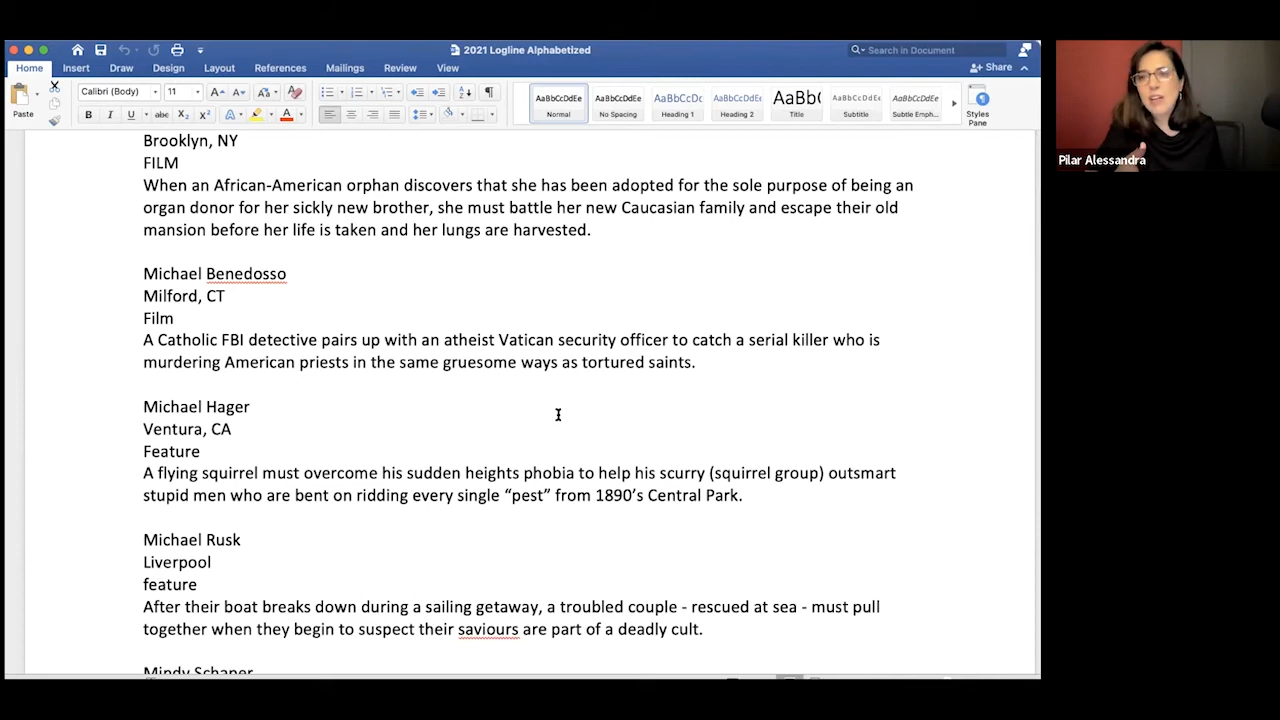 2021 Logline Alphabetized
Search in Document
Home Insert Draw Design Layout References Mailings Review View
Share
Paste
Calibri (Body) 11
AaBbCcDdEe AaBbCcDdEe AaBbCcDc AaBbCcDdEe AaBb( AaBbCcDdEe AaBbCcDdEe
Normal No Spacing Heading 1 Heading 2 Title Subtitle Subtle Emph...
Styles
Pane
Brooklyn, NY
FILM
When an African-American orphan discovers that she has been adopted for the sole purpose of being an
organ donor for her sickly new brother, she must battle her new Caucasian family and escape their old
mansion before her life is taken and her lungs are harvested.
Michael Benedosso
Milford, CT
Film
A Catholic FBI detective pairs up with an atheist Vatican security officer to catch a serial killer who is
murdering American priests in the same gruesome ways as tortured saints.
Michael Hager
Ventura, CA
Feature
A flying squirrel must overcome his sudden heights phobia to help his scurry (squirrel group) outsmart
stupid men who are bent on ridding every single “pest” from 1890’s Central Park.
Michael Rusk
Liverpool
feature
After their boat breaks down during a sailing getaway, a troubled couple - rescued at sea - must pull
together when they begin to suspect their saviours are part of a deadly cult.
Mindy Schaper
Pilar Alessandra